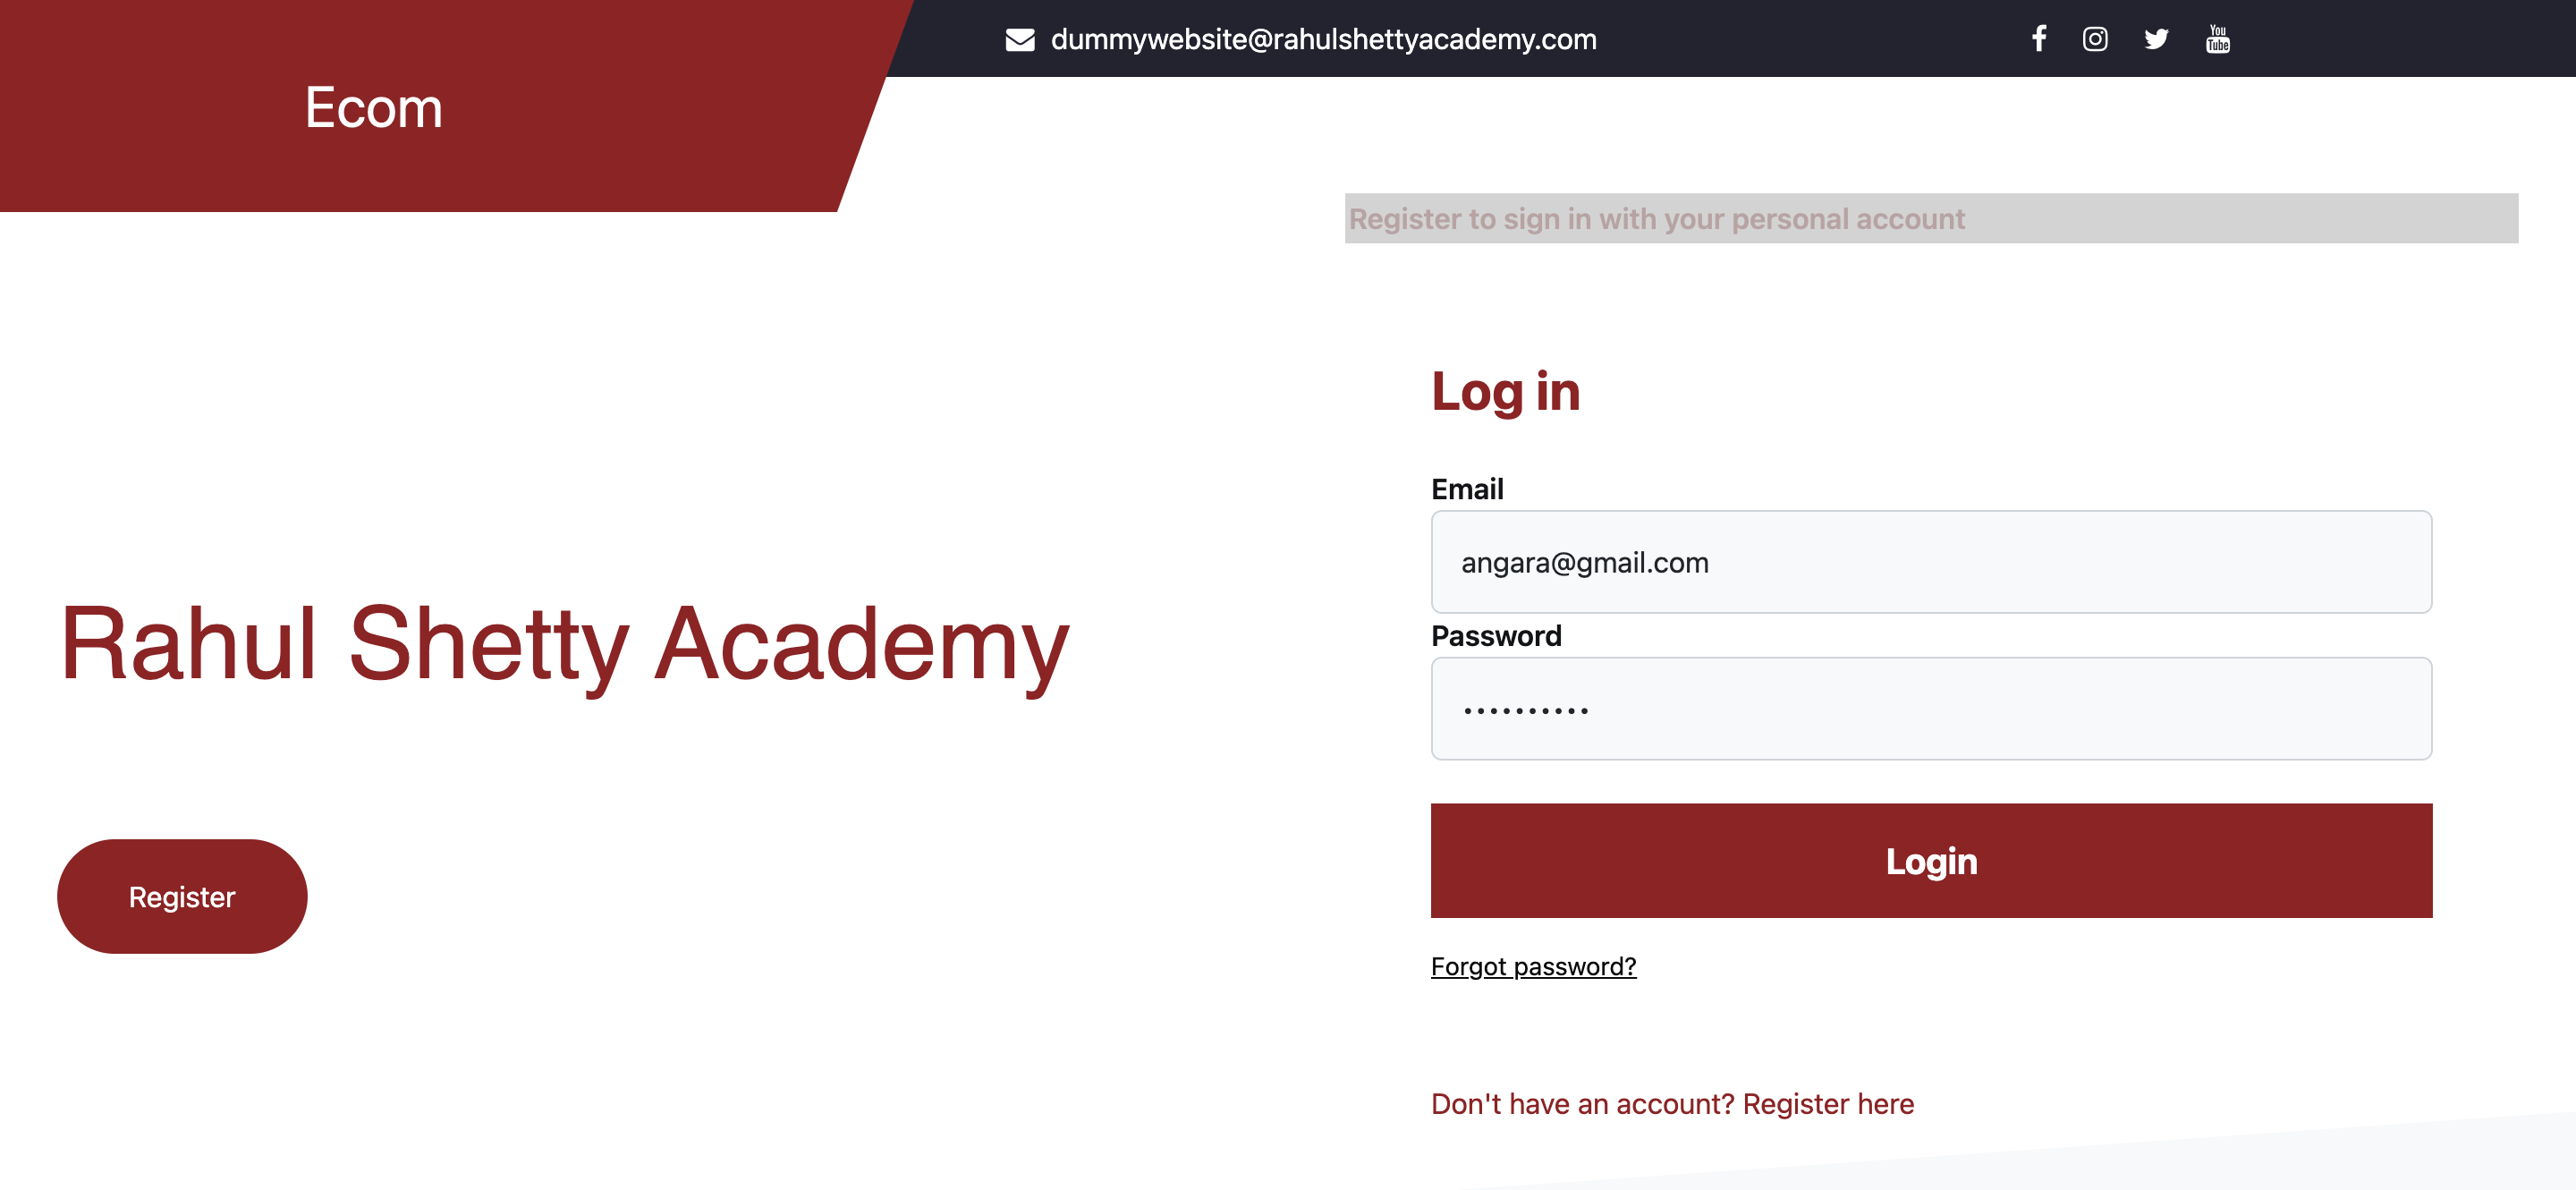 dummywebsite@rahulshettyacademy.com
You
Tube
Ecom
Register to sign in with your personal account
Log in
Email
angara@gmail.com
Password
••••••••••
Rahul Shetty Academy
Login
Register
Forgot password?
Don't have an account? Register here